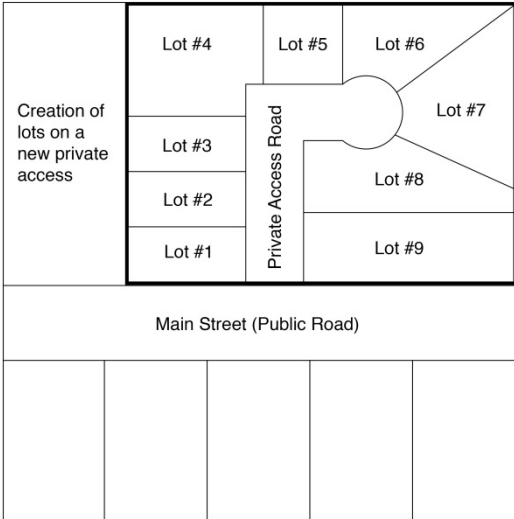 Lot #4
Lot #5
Lot #6
Creation of
lots on a
new private
access
Lot #7
Lot #3
Private Access Road
Lot #8
Lot #2
Lot #1
Lot #9
Main Street (Public Road)